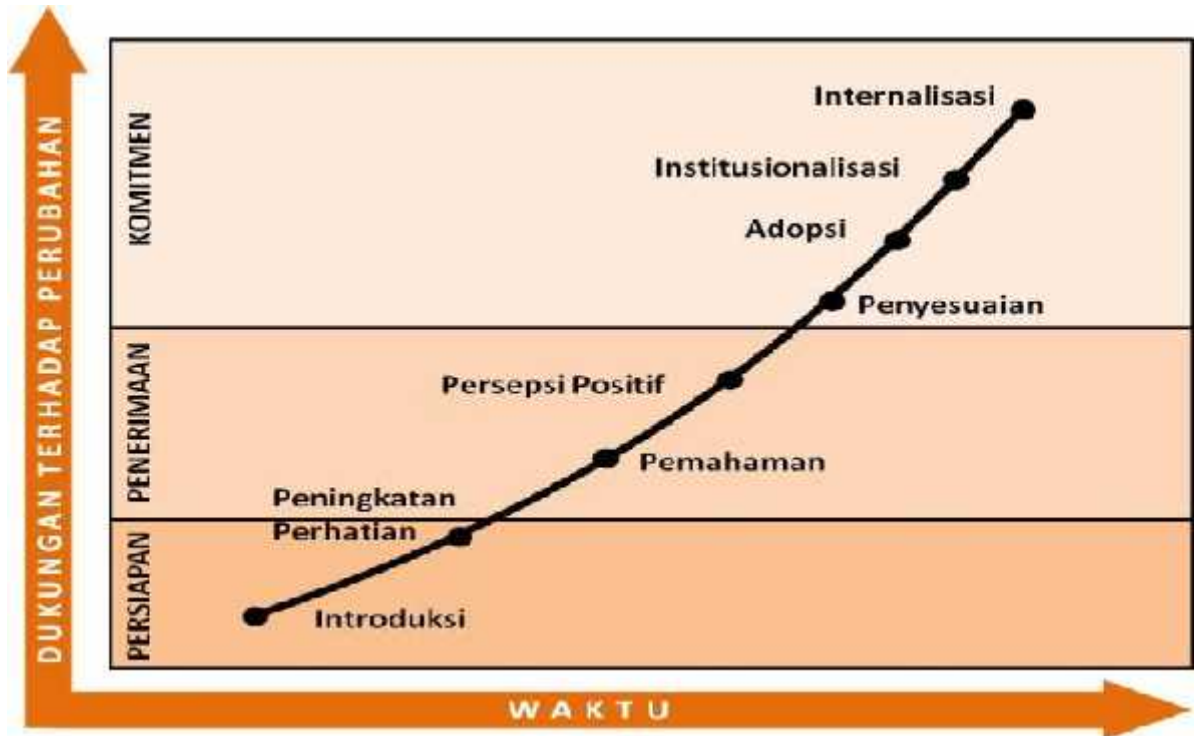 DUKUNGAN TERHADAP PERUBAHAN
KOMITMEN
Internalisasi
Institusionalisasi
Adopsi
Penyesuaian
PENERIMAAN
Persepsi Positif
Pemahaman
Peningkatan
Perhatian
PERSIAPAN
Introduksi
WAKTU